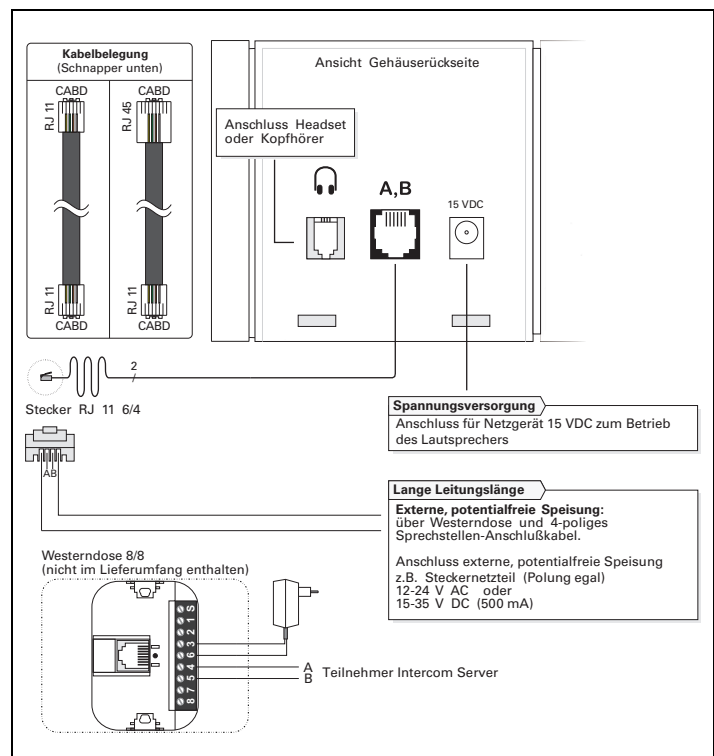 Kabelbelegung
(Schnapper unten)
CABD
CABD
RJ 11
RJ 45
RJ 11
RJ 11
CABD
CABD
Ansicht Gehäuserückseite
Anschluss Headset
oder Kopfhörer
A,B
15 VDC
2
Stecker RJ 11 6/4
AB
Spannungsversorgung
Anschluss für Netzgerät 15 VDC zum Betrieb
des Lautsprechers
Lange Leitungslänge
Externe, potentialfreie Speisung:
über Westerndose und 4-poliges
Sprechstellen-Anschlußkabel.
Anschluss externe, potentialfreie Speisung
z.B. Steckernetzteil (Polung egal)
12-24 V AC oder
15-35 V DC (500 mA)
Westerndose 8/8
(nicht im Lieferumfang enthalten)
S
1
2
3
6
4
5
7
8
A
B
Teilnehmer Intercom Server